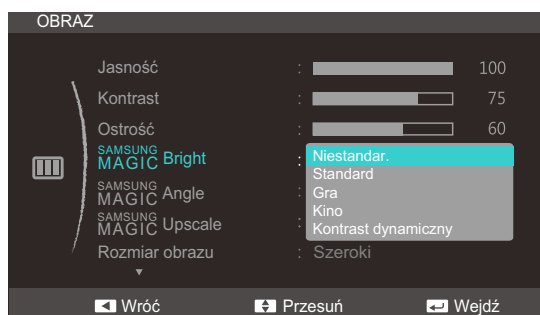 OBRAZ
Jasność : 100
Kontrast : 75
Ostrość : 60
SAMSUNG MAGIC Bright : Niestandar.
Standard
SAMSUNG MAGIC Angle : Gra
Kino
SAMSUNG MAGIC Upscale : Kontrast dynamiczny
Rozmiar obrazu : Szeroki
Wróć Przesuń Wejdź